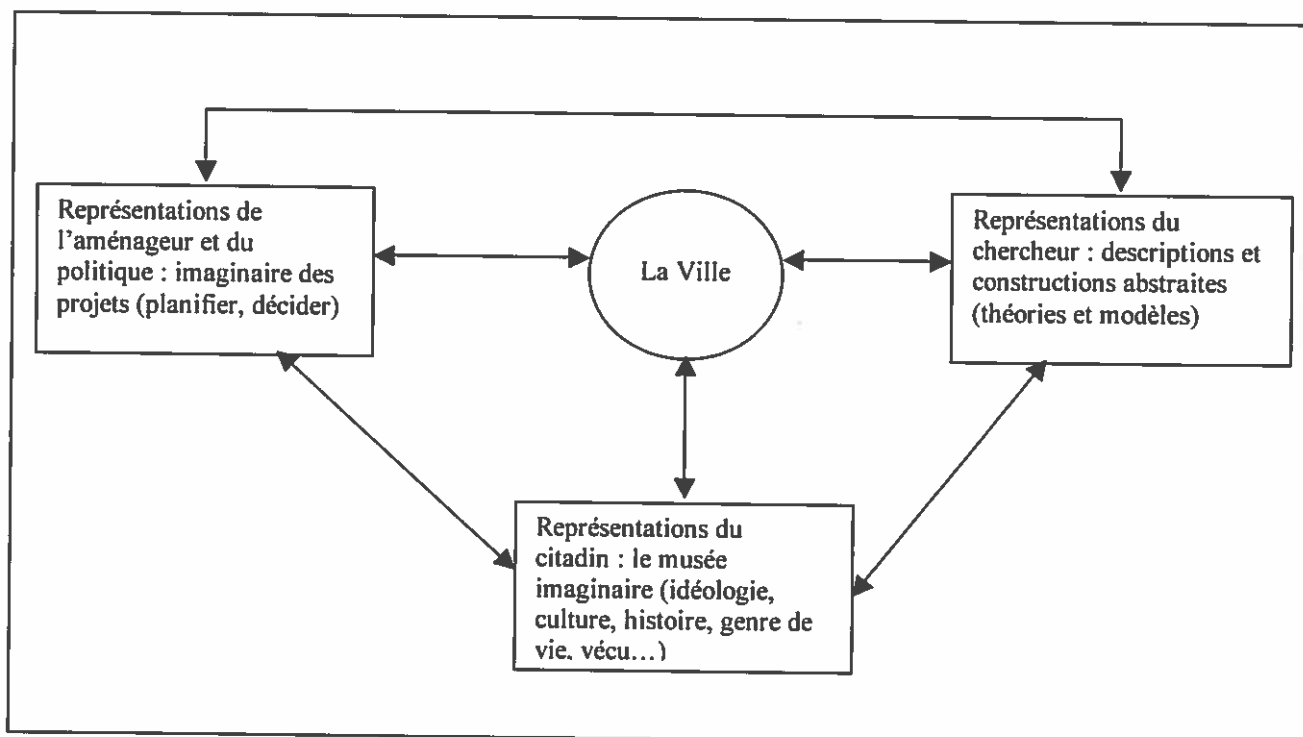 Représentations de
l'aménageur et du
politique : imaginaire des
projets (planifier, décider)
La Ville
Représentations du
chercheur : descriptions et
constructions abstraites
(théories et modèles)
Représentations du
citadin : le musée
imaginaire (idéologie,
culture, histoire, genre de
vie, vécu…)